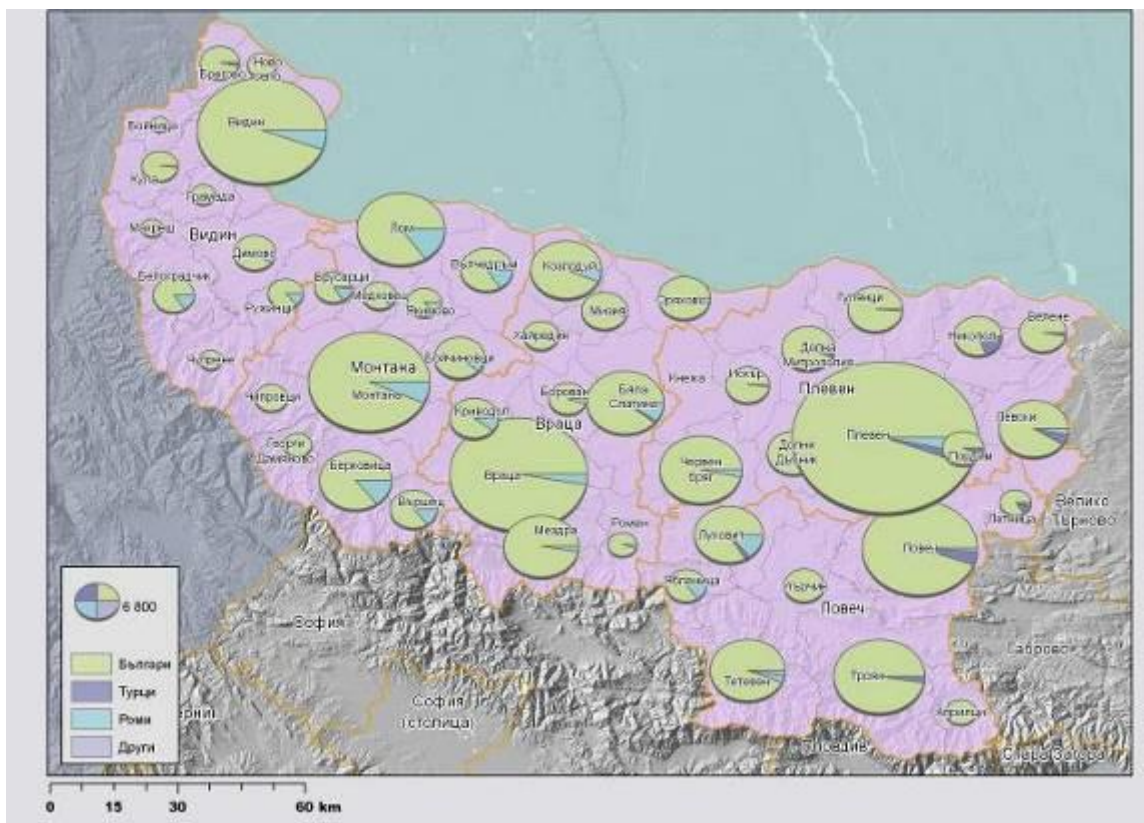 Брегово
Ново
село
Видин
Бойница
Кула
Грамада
Макреш
Видин
Димово
Белоградчик
Ружинци
Чупрене
Лом
Вълчедръм
Брусарци
Медковец
Якимово
Монтана
Монтана
Бойчиновци
Чипровци
Георги
Дамяново
Берковица
Вършец
Козлодуй
Мизия
Хайредин
Оряхово
Борован
Бяла
Слатина
Криводол
Враца
Враца
Мездра
Роман
Кнежа
Искър
Долна
Митрополия
Гулянци
Никопол
Белене
Плевен
Плевен
Пордим
Левски
Долни
Дъбник
Червен
бряг
Луковит
Ябланица
Угърчин
Ловеч
Ловеч
Летница
Велико
Търново
Тетевен
Троян
Априлци
Габрово
София
София
(столица)
Пловдив
Стара Загора
6 800
Българи
Турци
Роми
Други
0 15 30 60 km